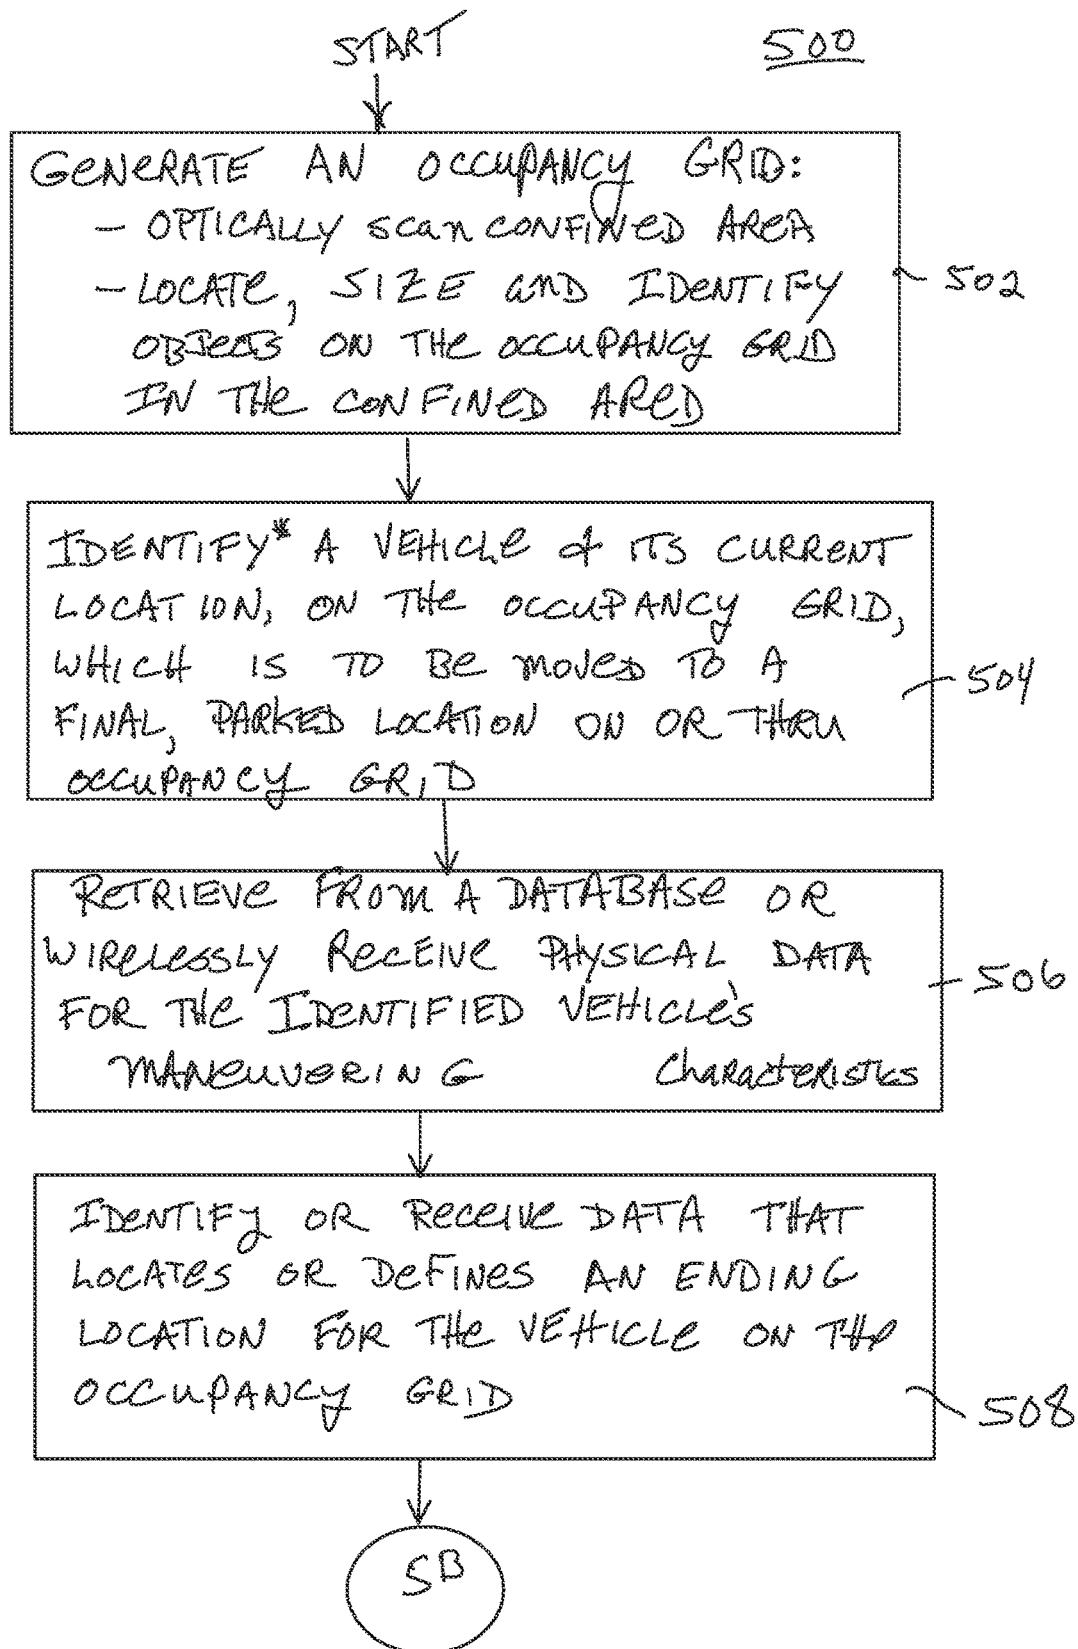 START
500
GENERATE AN OCCUPANCY GRID:
- OPTICALLY SCAN CONFINED AREA
- LOCATE, SIZE AND IDENTIFY
OBJECTS ON THE OCCUPANCY GRID
IN THE CONFINED AREA
502
IDENTIFY* A VEHICLE & ITS CURRENT
LOCATION, ON THE OCCUPANCY GRID,
WHICH IS TO BE MOVED TO A
FINAL, PARKED LOCATION ON OR THRU
OCCUPANCY GRID
504
RETRIEVE FROM A DATABASE OR
WIRELESSLY RECEIVE PHYSICAL DATA
FOR THE IDENTIFIED VEHICLE'S
MANEUVERING CHARACTERISTICS
506
IDENTIFY OR RECEIVE DATA THAT
LOCATES OR DEFINES AN ENDING
LOCATION FOR THE VEHICLE ON THE
OCCUPANCY GRID
508
5B